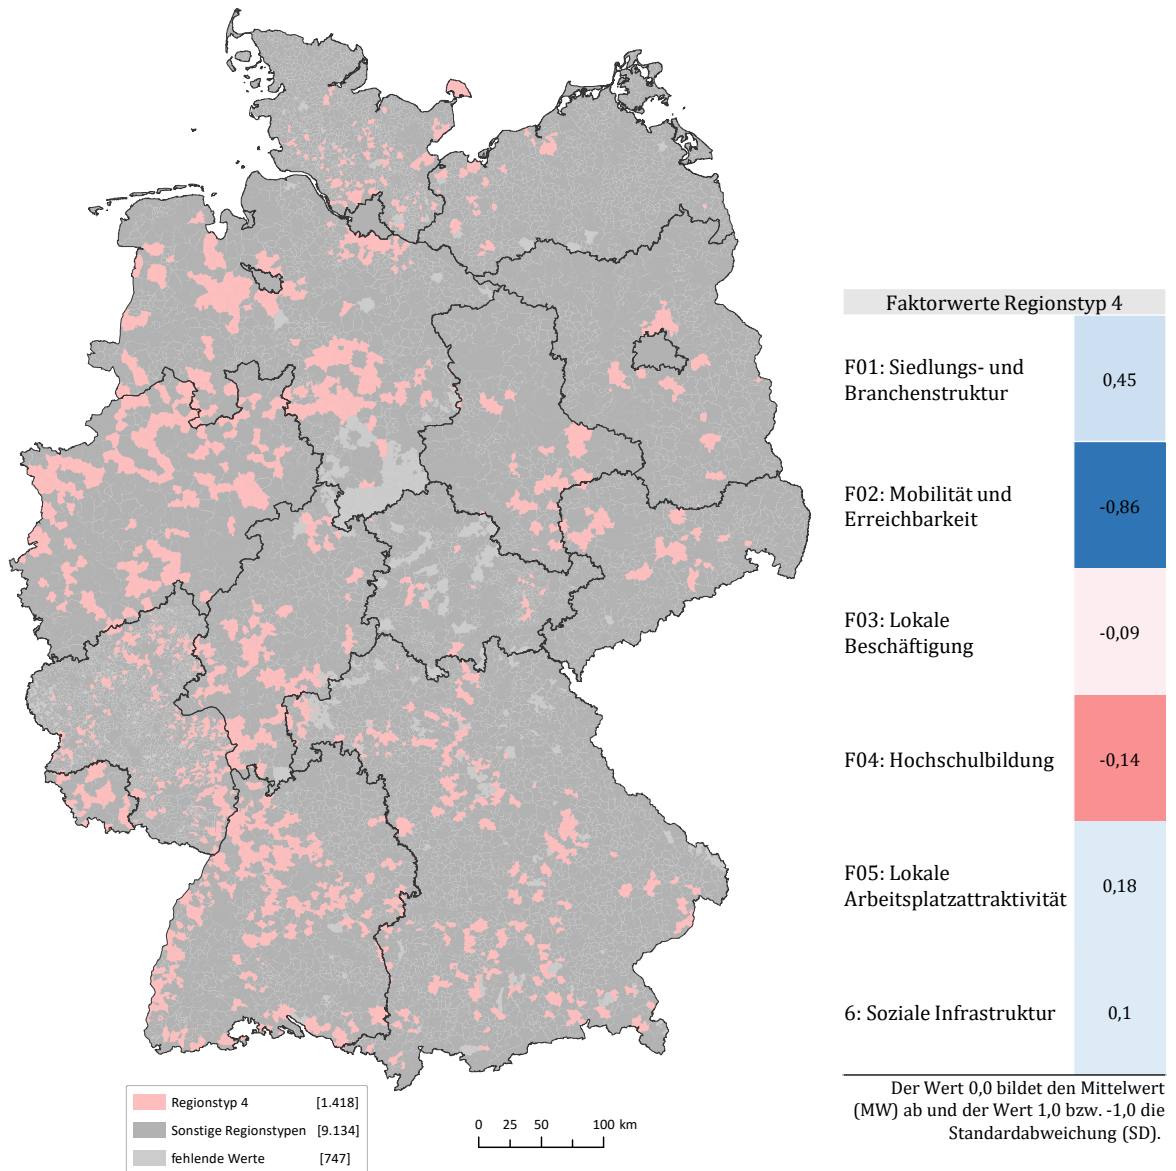 Faktorwerte Regionstyp 4
F01: Siedlungs- und
Branchenstruktur
0,45
F02: Mobilität und
Erreichbarkeit
-0,86
F03: Lokale
Beschäftigung
-0,09
F04: Hochschulbildung
-0,14
F05: Lokale
Arbeitsplatzattraktivität
0,18
6: Soziale Infrastruktur
0,1
Der Wert 0,0 bildet den Mittelwert
(MW) ab und der Wert 1,0 bzw. -1,0 die
Standardabweichung (SD).
Regionstyp 4 [1.418]
Sonstige Regionstypen [9.134]
fehlende Werte [747]
0 25 50 100 km